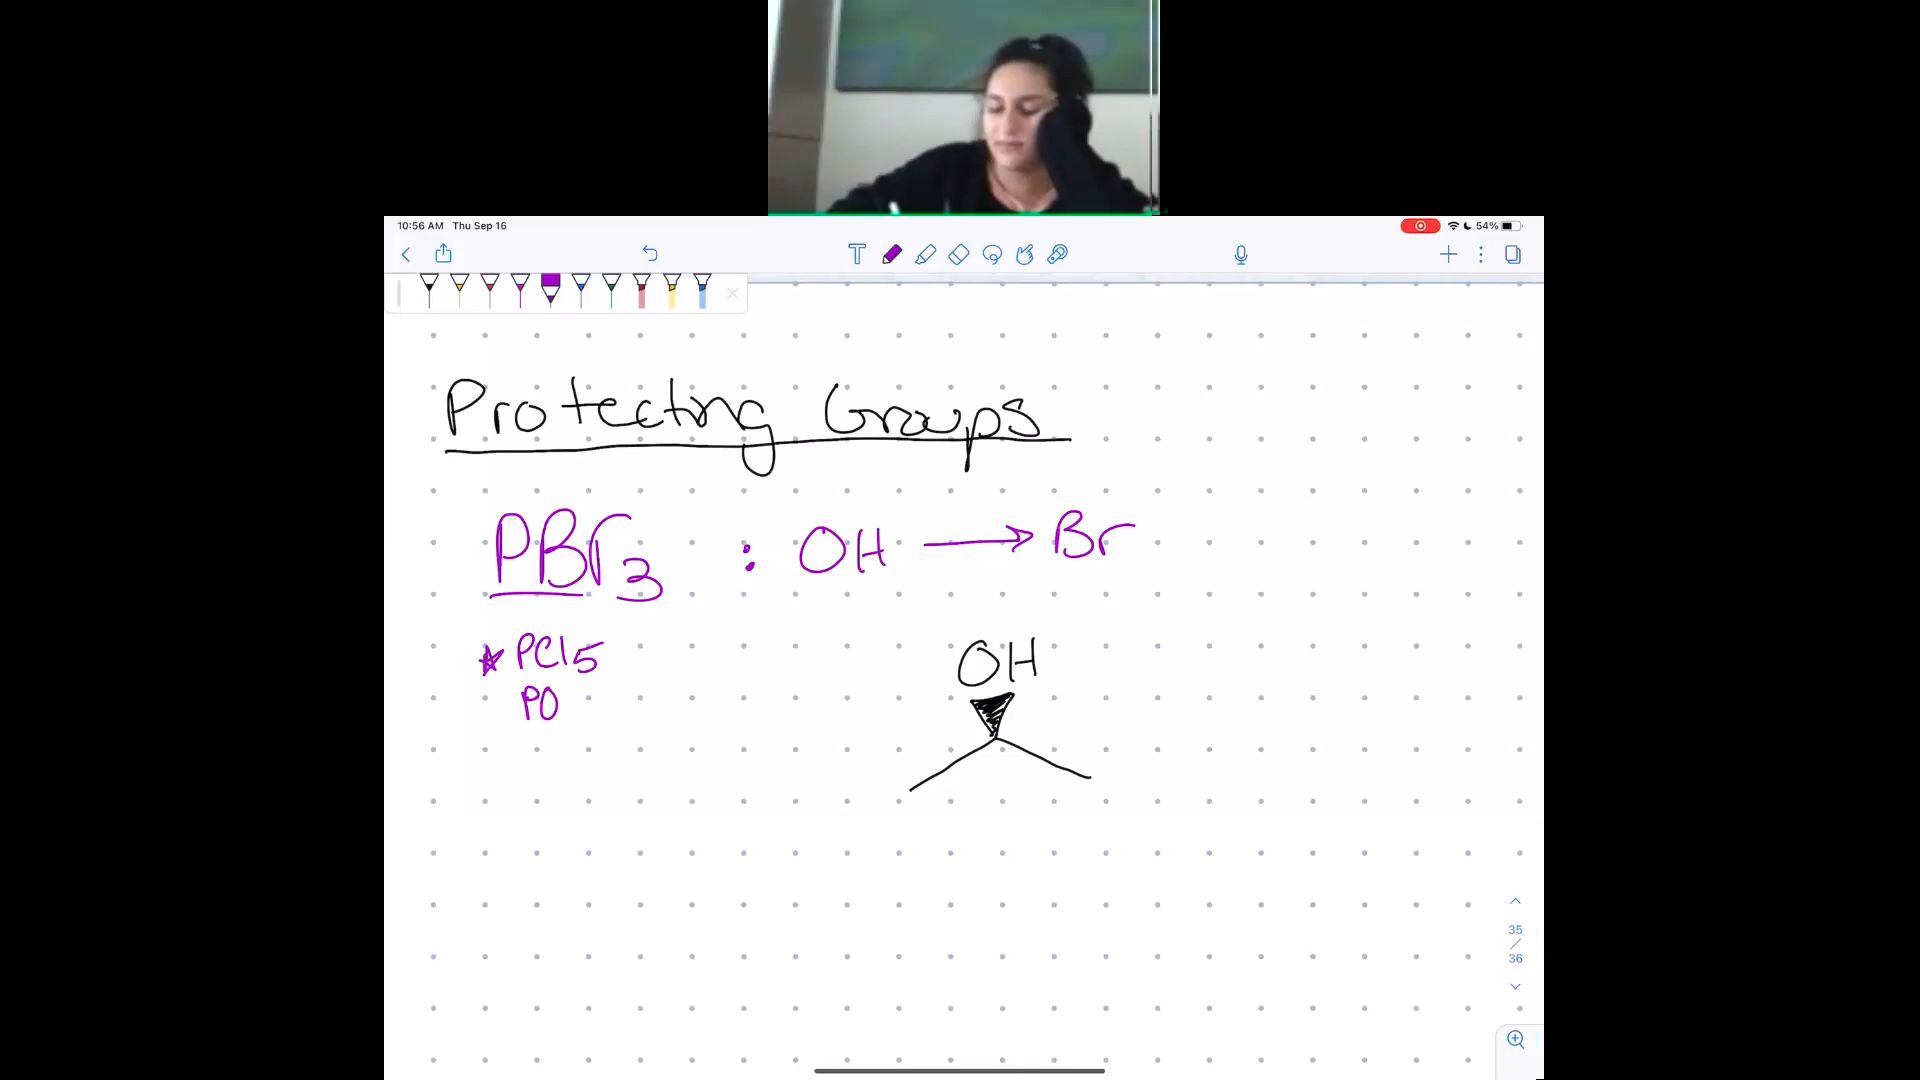 10:56 AM Thu Sep 16
54%
T
Protecting Groups
PBr3 : OH → Br
★ PCl5
PO
OH
35
/
36